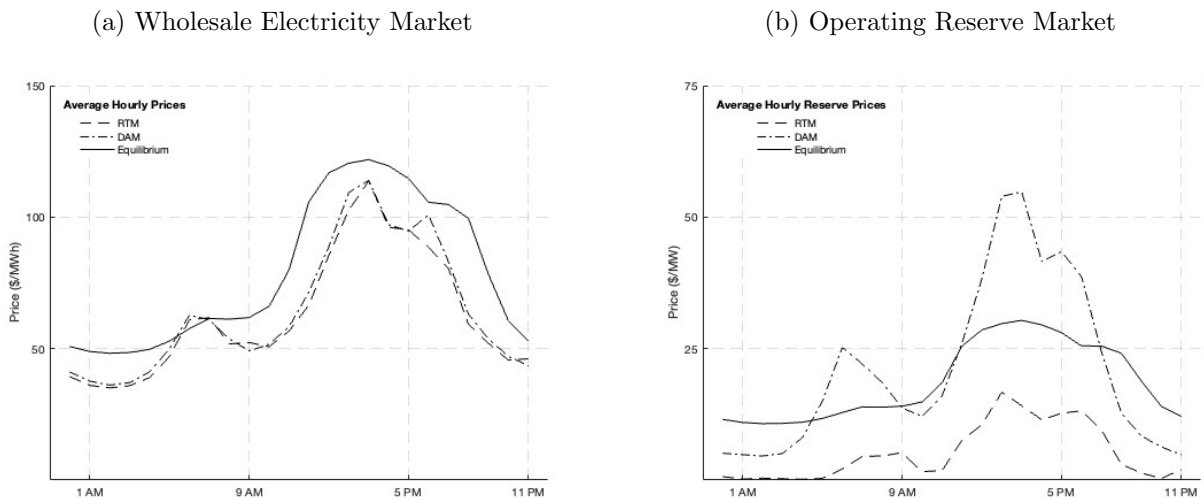 (a) Wholesale Electricity Market
150
Average Hourly Prices
RTM
DAM
Equilibrium
100
50
Price ($/MWh)
1 AM
9 AM
5 PM
11 PM
(b) Operating Reserve Market
75
Average Hourly Reserve Prices
RTM
DAM
Equilibrium
50
25
Price ($/MW)
1 AM
9 AM
5 PM
11 PM